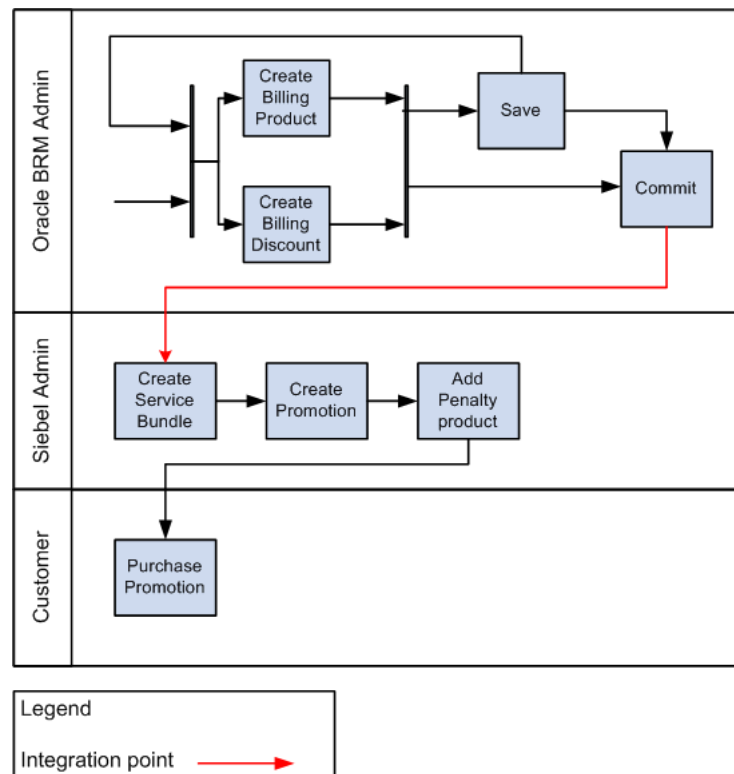 Oracle BRM Admin
Create
Billing
Product
Save
Create
Billing
Discount
Commit
Siebel Admin
Create
Service
Bundle
Create
Promotion
Add
Penalty
product
Customer
Purchase
Promotion
Legend
Integration point